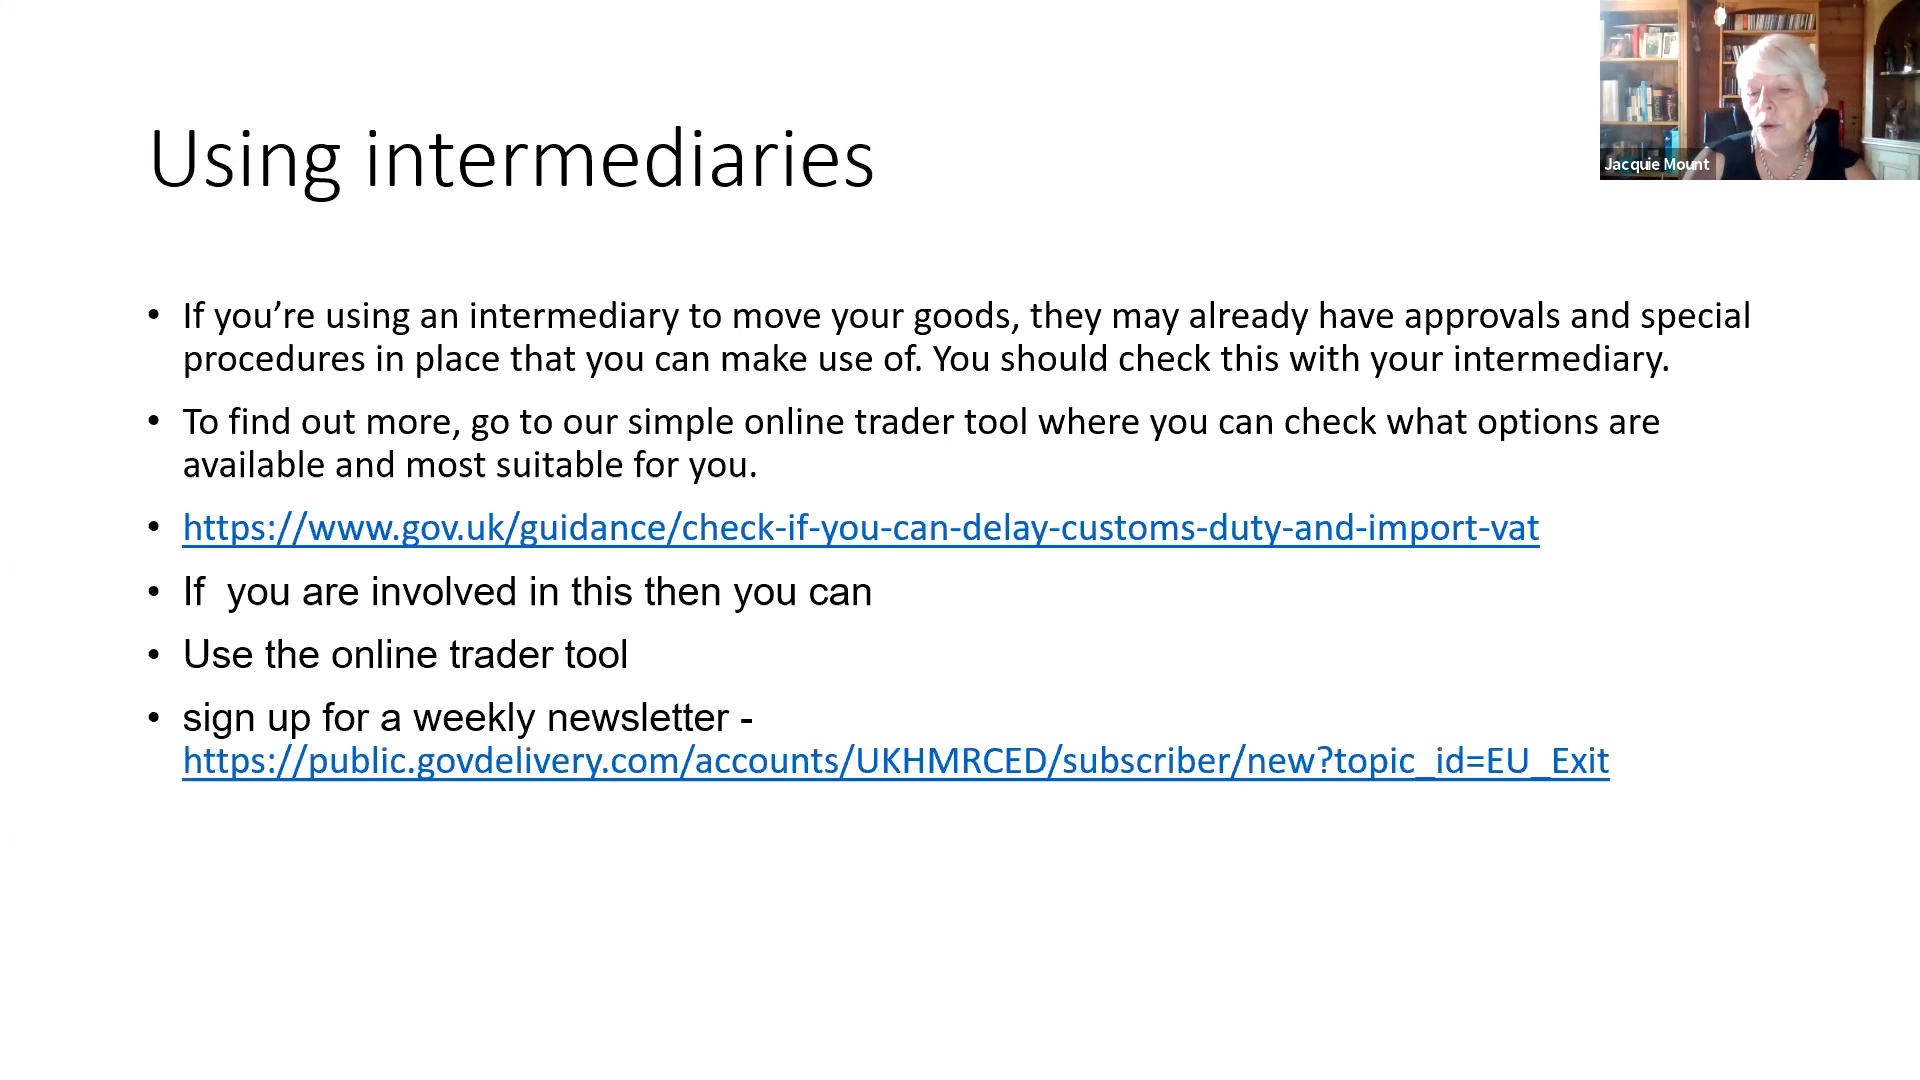 Jacquie Mount
Using intermediaries
• If you’re using an intermediary to move your goods, they may already have approvals and special
procedures in place that you can make use of. You should check this with your intermediary.
• To find out more, go to our simple online trader tool where you can check what options are
available and most suitable for you.
• https://www.gov.uk/guidance/check-if-you-can-delay-customs-duty-and-import-vat
• If  you are involved in this then you can
• Use the online trader tool
• sign up for a weekly newsletter -
https://public.govdelivery.com/accounts/UKHMRCED/subscriber/new?topic_id=EU_Exit